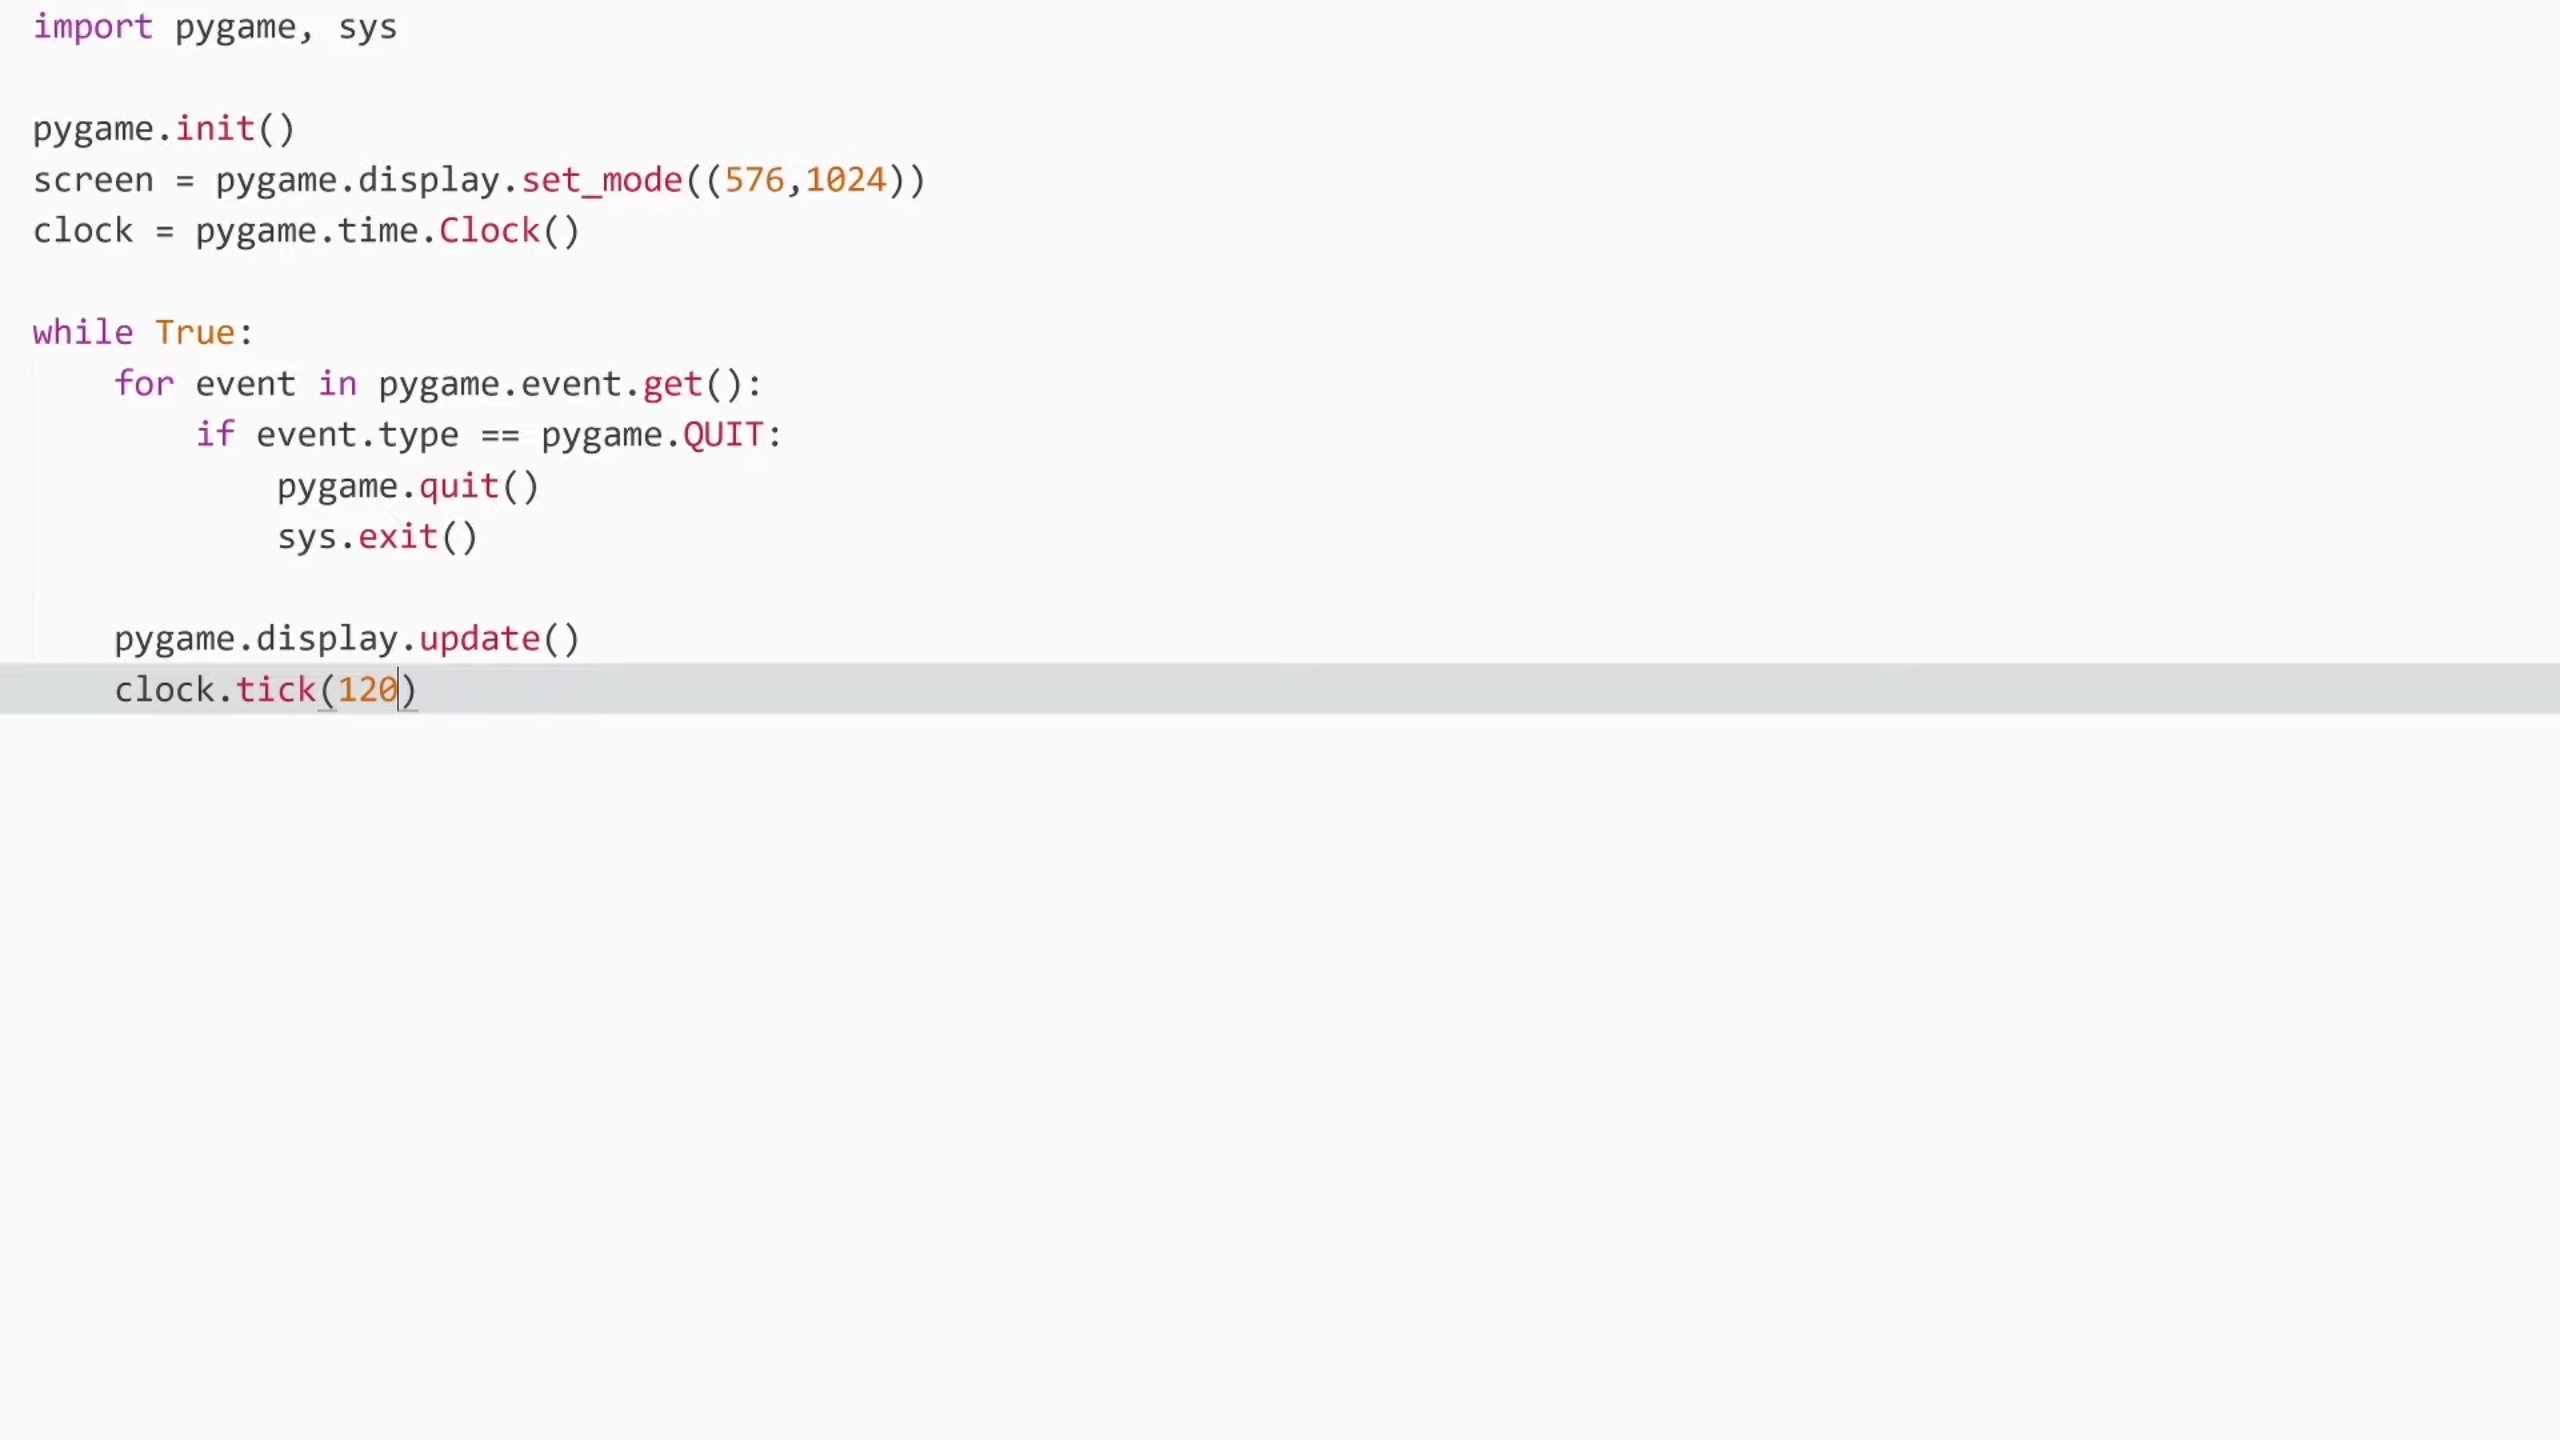 import pygame, sys

pygame.init()
screen = pygame.display.set_mode((576,1024))
clock = pygame.time.Clock()

while True:
    for event in pygame.event.get():
        if event.type == pygame.QUIT:
            pygame.quit()
            sys.exit()

    pygame.display.update()
    clock.tick(120)